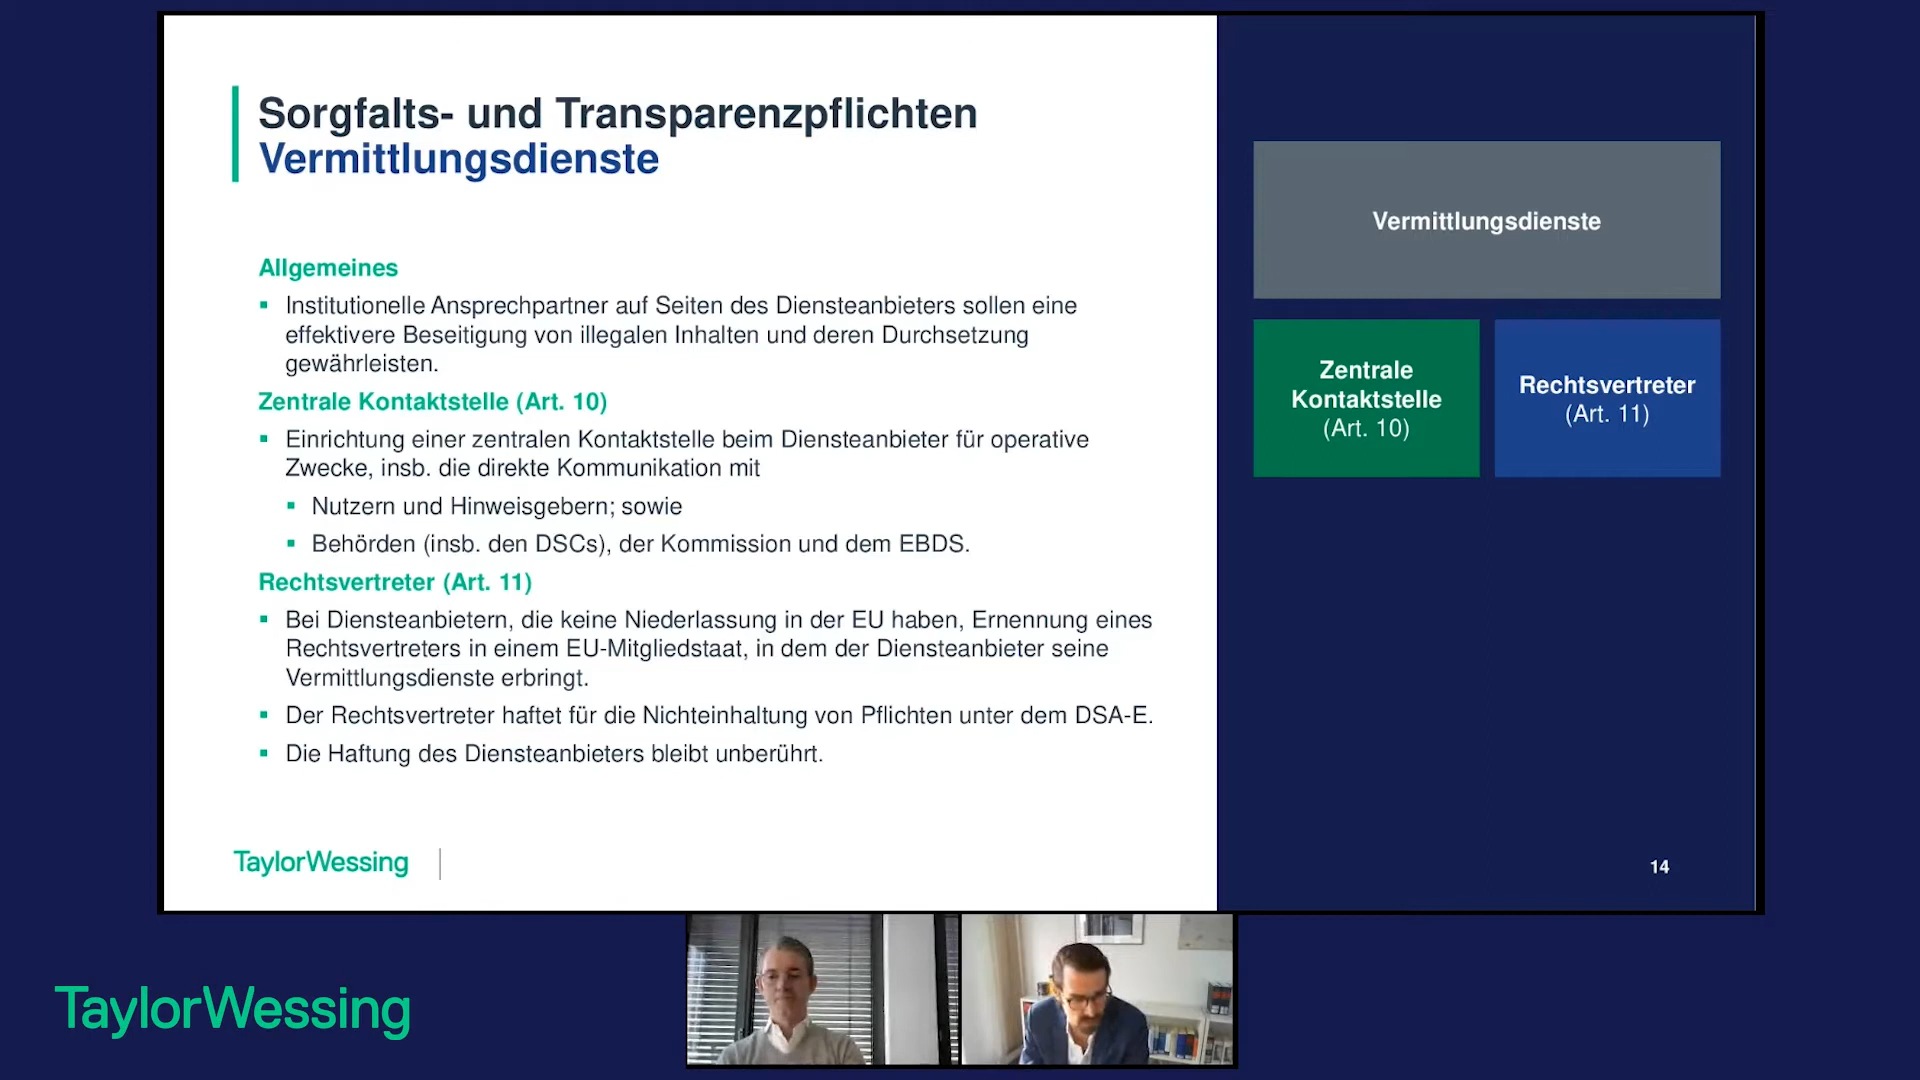 Sorgfalts- und Transparenzpflichten
Vermittlungsdienste
Allgemeines
Institutionelle Ansprechpartner auf Seiten des Diensteanbieters sollen eine
effektivere Beseitigung von illegalen Inhalten und deren Durchsetzung
gewährleisten.
Zentrale Kontaktstelle (Art. 10)
Einrichtung einer zentralen Kontaktstelle beim Diensteanbieter für operative
Zwecke, insb. die direkte Kommunikation mit
Nutzern und Hinweisgebern; sowie
Behörden (insb. den DSCs), der Kommission und dem EBDS.
Rechtsvertreter (Art. 11)
Bei Diensteanbietern, die keine Niederlassung in der EU haben, Ernennung eines
Rechtsvertreters in einem EU-Mitgliedstaat, in dem der Diensteanbieter seine
Vermittlungsdienste erbringt.
Der Rechtsvertreter haftet für die Nichteinhaltung von Pflichten unter dem DSA-E.
Die Haftung des Diensteanbieters bleibt unberührt.
TaylorWessing
Vermittlungsdienste
Zentrale
Kontaktstelle
(Art. 10)
Rechtsvertreter
(Art. 11)
14
TaylorWessing